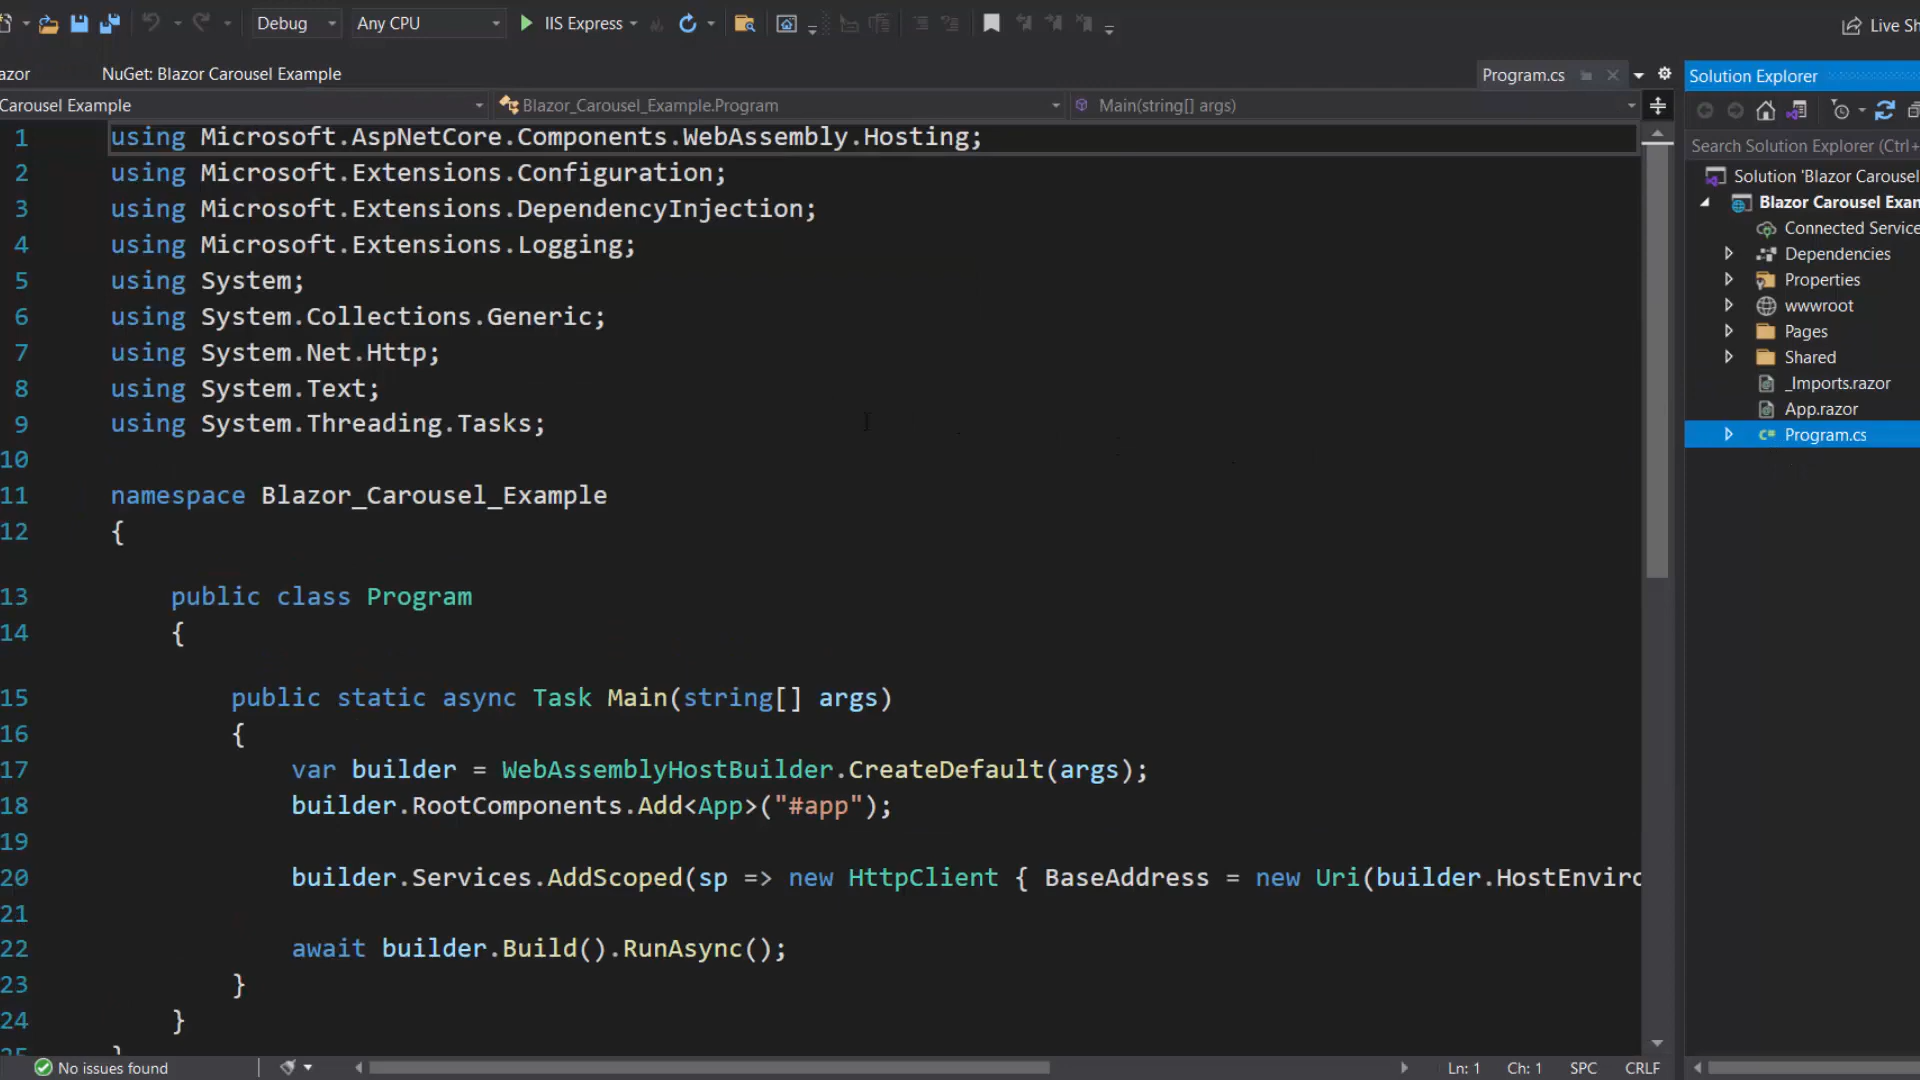 Debug
Any CPU
IIS Express
Live Sh
azor
NuGet: Blazor Carousel Example
Program.cs
Solution Explorer
Carousel Example
Blazor_Carousel_Example.Program
Main(string[] args)
Search Solution Explorer (Ctrl+
1 using Microsoft.AspNetCore.Components.WebAssembly.Hosting;
2 using Microsoft.Extensions.Configuration;
3 using Microsoft.Extensions.DependencyInjection;
4 using Microsoft.Extensions.Logging;
5 using System;
6 using System.Collections.Generic;
7 using System.Net.Http;
8 using System.Text;
9 using System.Threading.Tasks;
10
11 namespace Blazor_Carousel_Example
12 {
13 public class Program
14 {
15 public static async Task Main(string[] args)
16 {
17 var builder = WebAssemblyHostBuilder.CreateDefault(args);
18 builder.RootComponents.Add<App>("#app");
19
20 builder.Services.AddScoped(sp => new HttpClient { BaseAddress = new Uri(builder.HostEnviro
21
22 await builder.Build().RunAsync();
23 }
24 }
25 }
Solution 'Blazor Carousel
Blazor Carousel Exan
Connected Service
Dependencies
Properties
wwwroot
Pages
Shared
_Imports.razor
App.razor
C# Program.cs
No issues found
Ln: 1
Ch: 1
SPC
CRLF